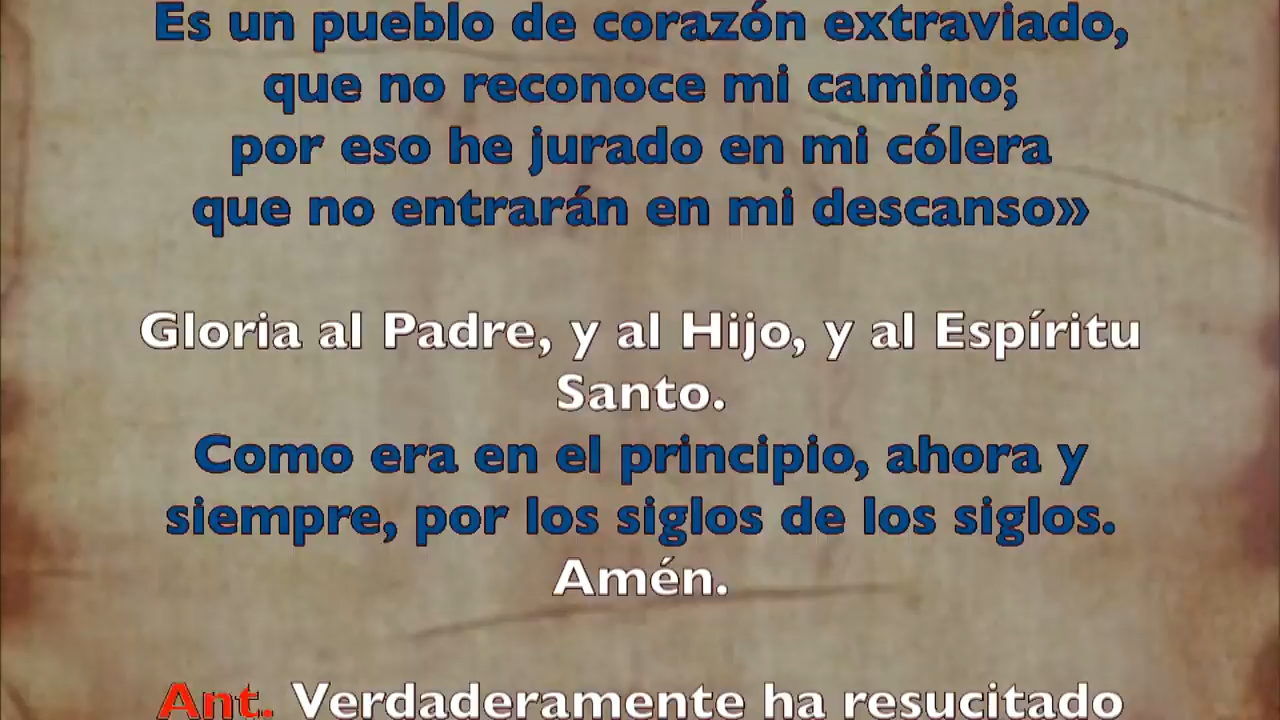 Es un pueblo de corazón extraviado,
que no reconoce mi camino;
por eso he jurado en mi cólera
que no entrarán en mi descanso»
Gloria al Padre, y al Hijo, y al Espíritu
Santo.
Como era en el principio, ahora y
siempre, por los siglos de los siglos.
Amén.
Ant. Verdaderamente ha resucitado